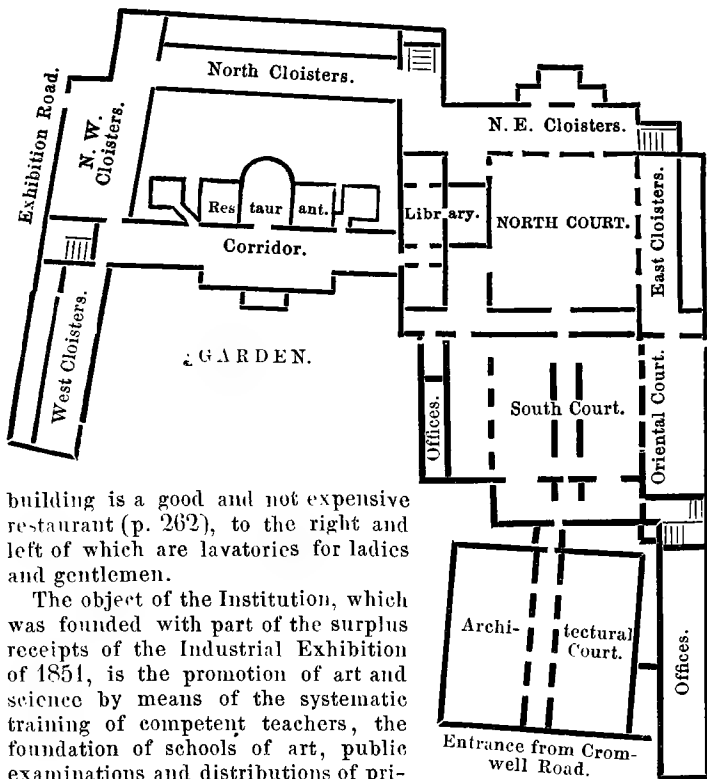 North Cloisters.
Exhibition Road.
N. W.
Cloisters.
N. E. Cloisters.
Res taur ant.
Library.
NORTH COURT.
East Cloisters.
Corridor.
West Cloisters.
GARDEN.
Offices.
South Court.
Oriental Court.
building is a good and not expensive
restaurant (p. 262), to the right and
left of which are lavatories for ladies
and gentlemen.
The object of the Institution, which
was founded with part of the surplus
receipts of the Industrial Exhibition
of 1851, is the promotion of art and
science by means of the systematic
training of competent teachers, the
foundation of schools of art, public
examinations and distributions of pri-
Archi- tectural
Court.
Offices.
Entrance from Crom-
well Road.